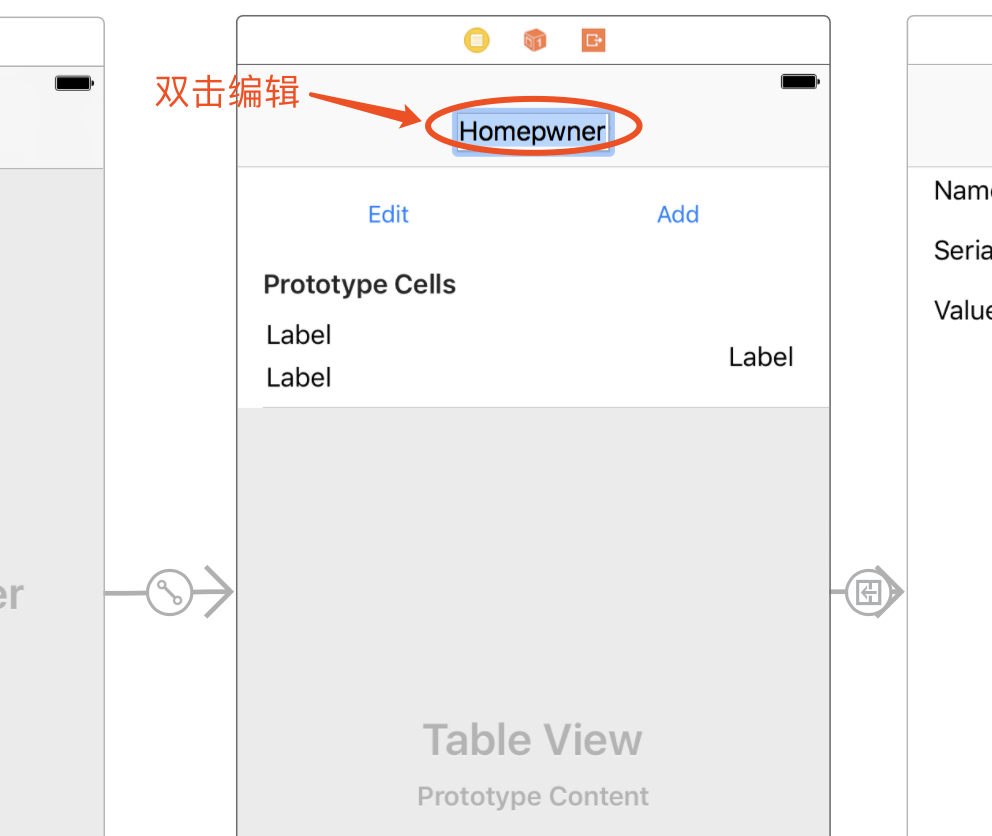 双击编辑
Homepwner
Edit Add
Prototype Cells
Label
Label
Label
Table View
Prototype Content
er
Name
Seria
Value